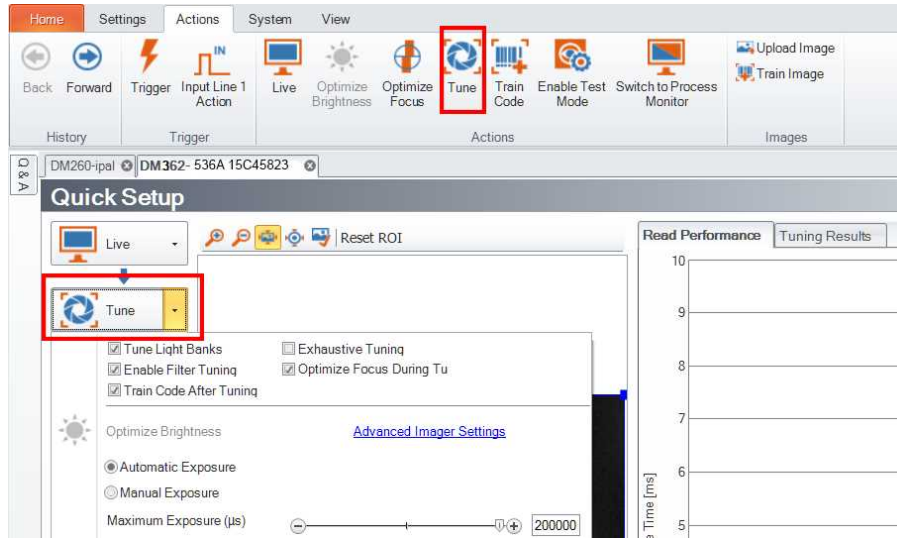 Home Settings Actions System View
Back Forward Trigger Input Line 1 Action IN Live Optimize Brightness Optimize Focus Tune Train Code Enable Test Mode Switch to Process Monitor Upload Image
Train Image
History Trigger Actions Images
Q & A
DM260-ipal DM362- 536A 15C45823
Quick Setup
Live Reset ROI Read Performance Tuning Results
Tune
Tune Light Banks Exhaustive Tuning
Enable Filter Tuning Optimize Focus During Tu
Train Code After Tuning
Optimize Brightness Advanced Imager Settings
Automatic Exposure
Manual Exposure
Maximum Exposure (µs) 200000
10
9
8
7
6
5
Time [ms]